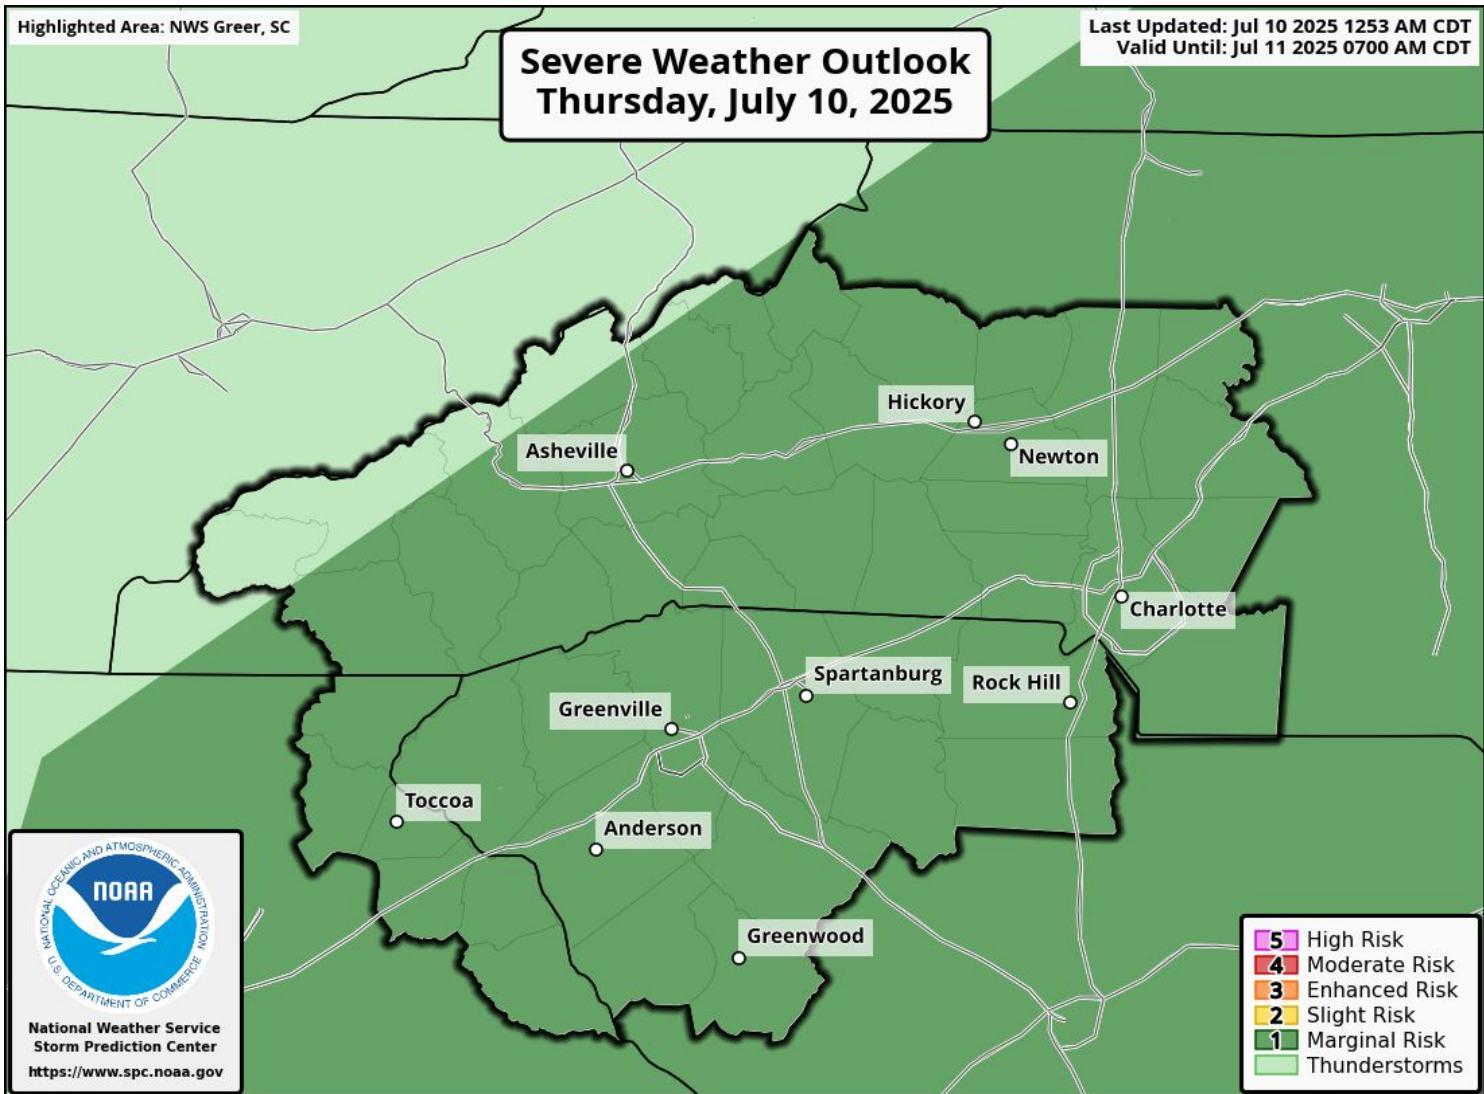 Highlighted Area: NWS Greer, SC
Severe Weather Outlook
Thursday, July 10, 2025
Last Updated: Jul 10 2025 1253 AM CDT
Valid Until: Jul 11 2025 0700 AM CDT
Hickory
Asheville
Newton
Charlotte
Spartanburg
Rock Hill
Greenville
Toccoa
Anderson
Greenwood
NATIONAL OCEANIC AND ATMOSPHERIC ADMINISTRATION
NOAA
U.S. DEPARTMENT OF COMMERCE
National Weather Service
Storm Prediction Center
https://www.spc.noaa.gov
5 High Risk
4 Moderate Risk
3 Enhanced Risk
2 Slight Risk
1 Marginal Risk
Thunderstorms